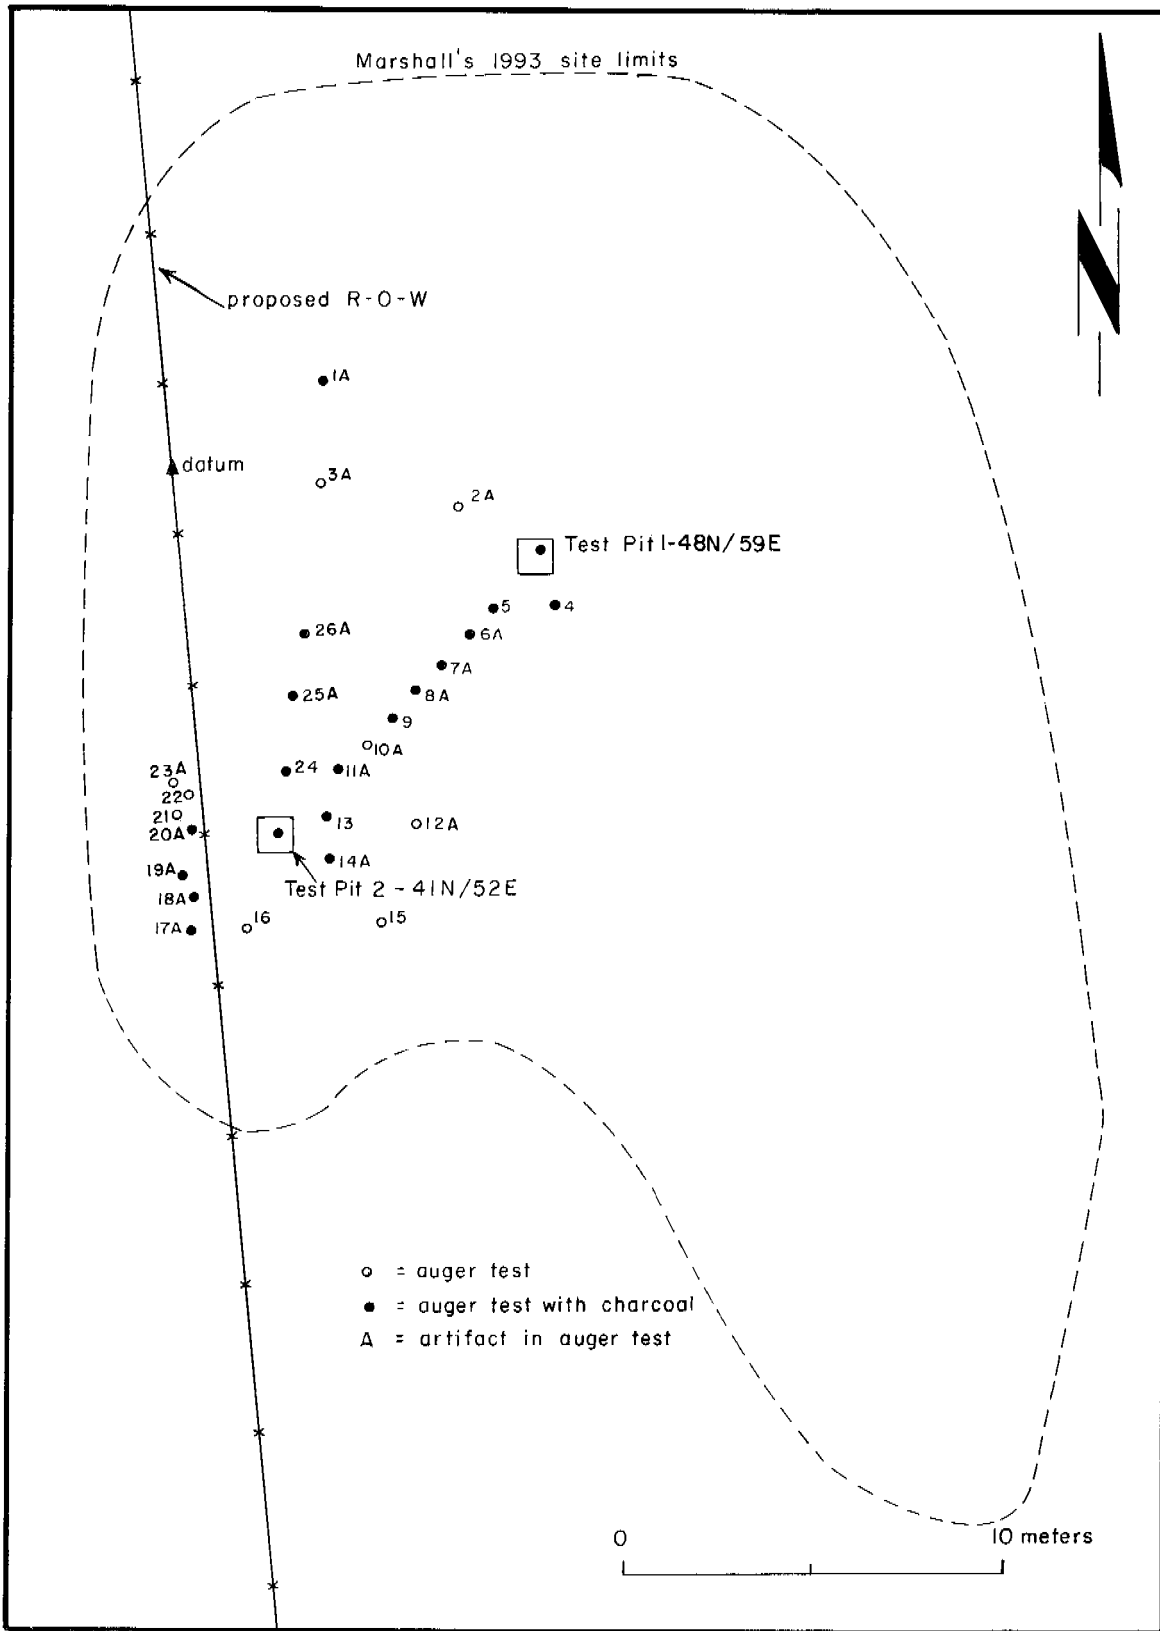 Marshall's 1993 site limits
N
proposed R-O-W
1A
datum
3A
2A
Test Pit 1-48N/59E
5
4
26A
6A
7A
25A
8A
9
10A
23A
24
11A
22
21
13
12A
20A
14A
19A
Test Pit 2 - 41N/52E
18A
16
15
17A
o = auger test
● = auger test with charcoal
A = artifact in auger test
0
10 meters